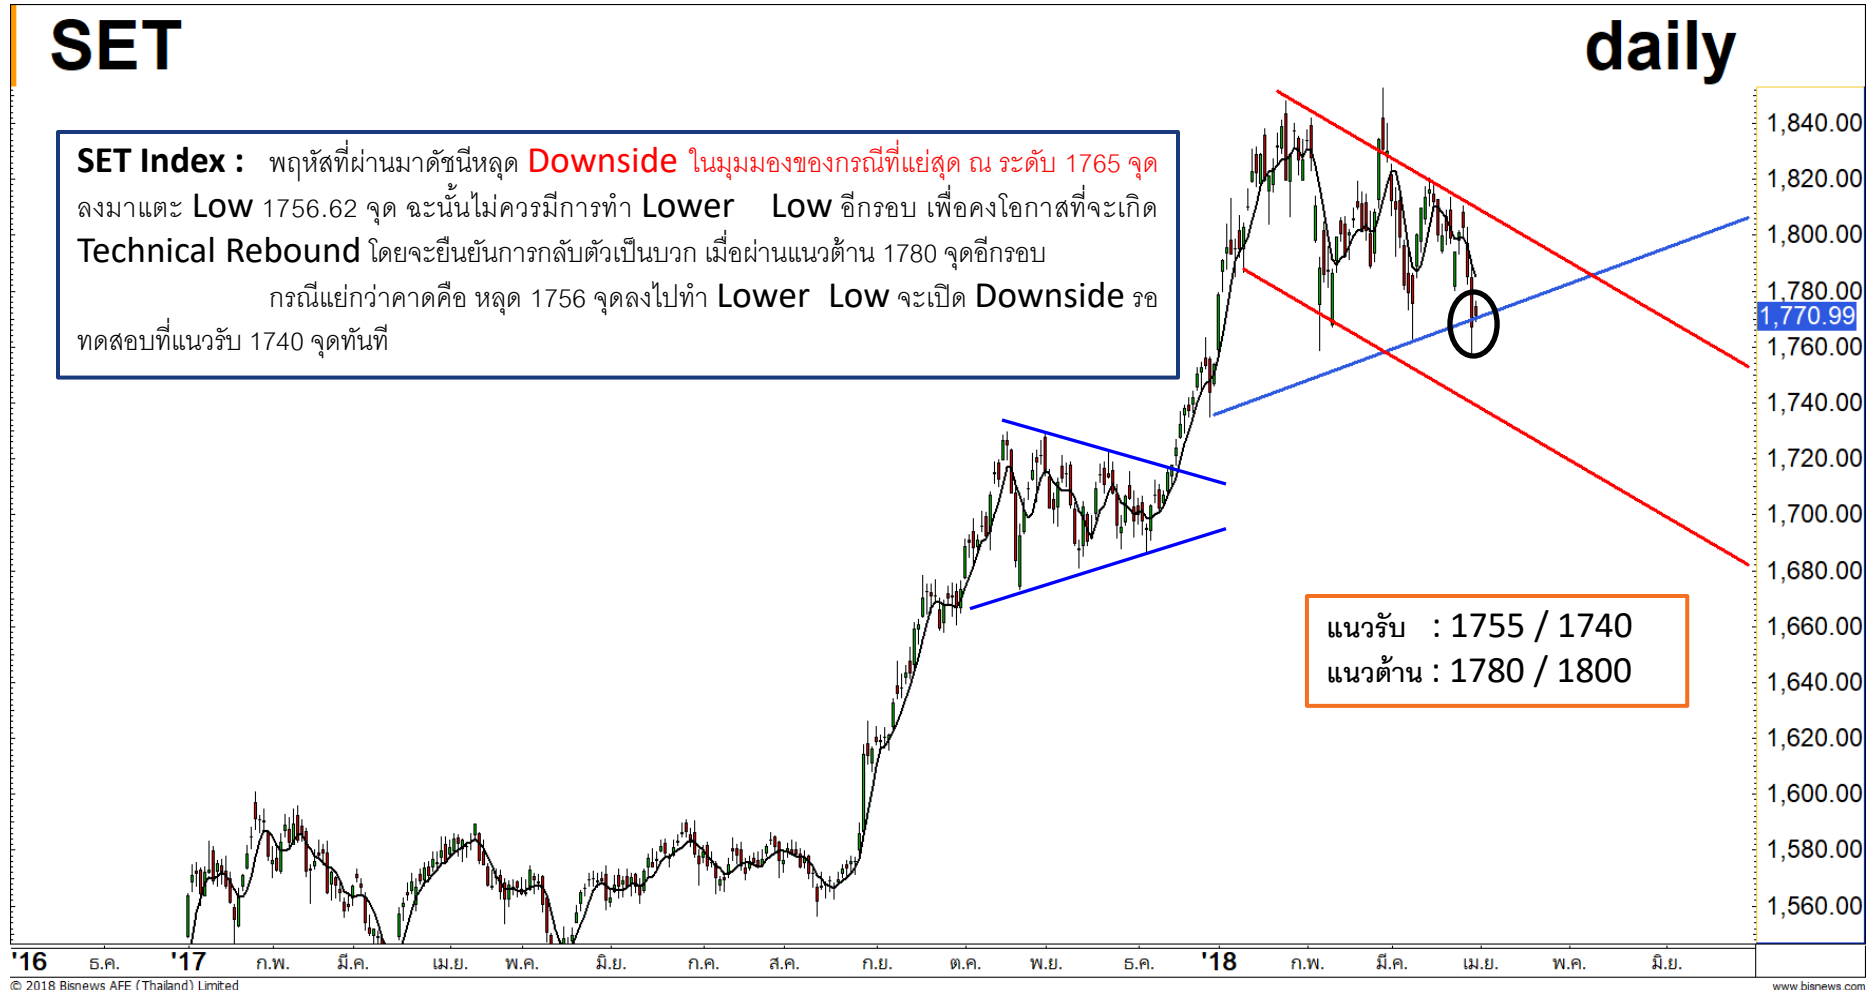 SET
daily
SET Index : พฤหัสที่ผ่านมาดัชนีหลุด Downside ในมุมมองของกรณีที่แย่สุด ณ ระดับ 1765 จุด
ลงมาแตะ Low 1756.62 จุด ฉะนั้นไม่ควรมีการทำ Lower Low อีกรอบ เพื่อคงโอกาสที่จะเกิด
Technical Rebound โดยจะยืนยันการกลับตัวเป็นบวก เมื่อผ่านแนวต้าน 1780 จุดอีกรอบ
กรณีแย่กว่าคาดคือ หลุด 1756 จุดลงไปทำ Lower Low จะเปิด Downside รอ
ทดสอบที่แนวรับ 1740 จุดทันที
1,840.00
1,820.00
1,800.00
1,780.00
1,770.99
1,760.00
1,740.00
1,720.00
1,700.00
1,680.00
1,660.00
1,640.00
1,620.00
1,600.00
1,580.00
1,560.00
แนวรับ : 1755 / 1740
แนวต้าน : 1780 / 1800
'16 ธ.ค. '17 ก.พ. มี.ค. เม.ย. พ.ค. มิ.ย. ก.ค. ส.ค. ก.ย. ต.ค. พ.ย. ธ.ค. '18 ก.พ. มี.ค. เม.ย. พ.ค. มิ.ย.
© 2018 Bisnews AFE (Thailand) Limited
www.bisnews.com